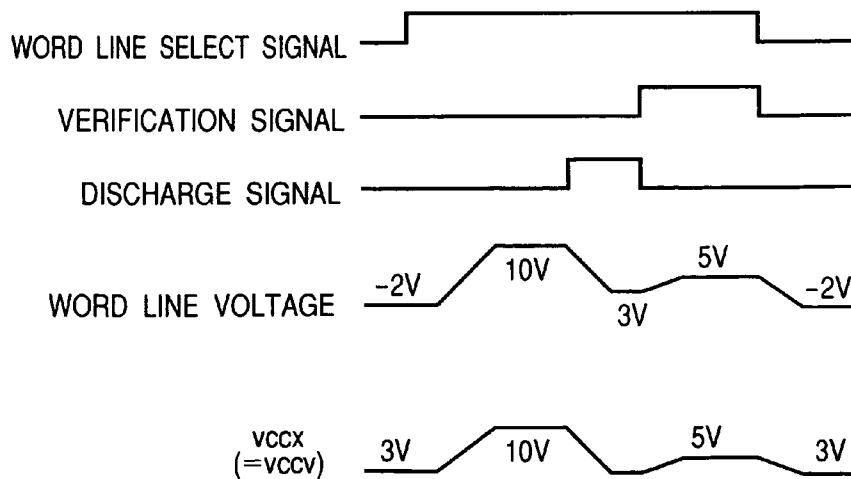 WORD LINE SELECT SIGNAL
VERIFICATION SIGNAL
DISCHARGE SIGNAL
WORD LINE VOLTAGE
-2V
10V
3V
5V
-2V
VCCX
(=VCCV)
3V
10V
5V
3V